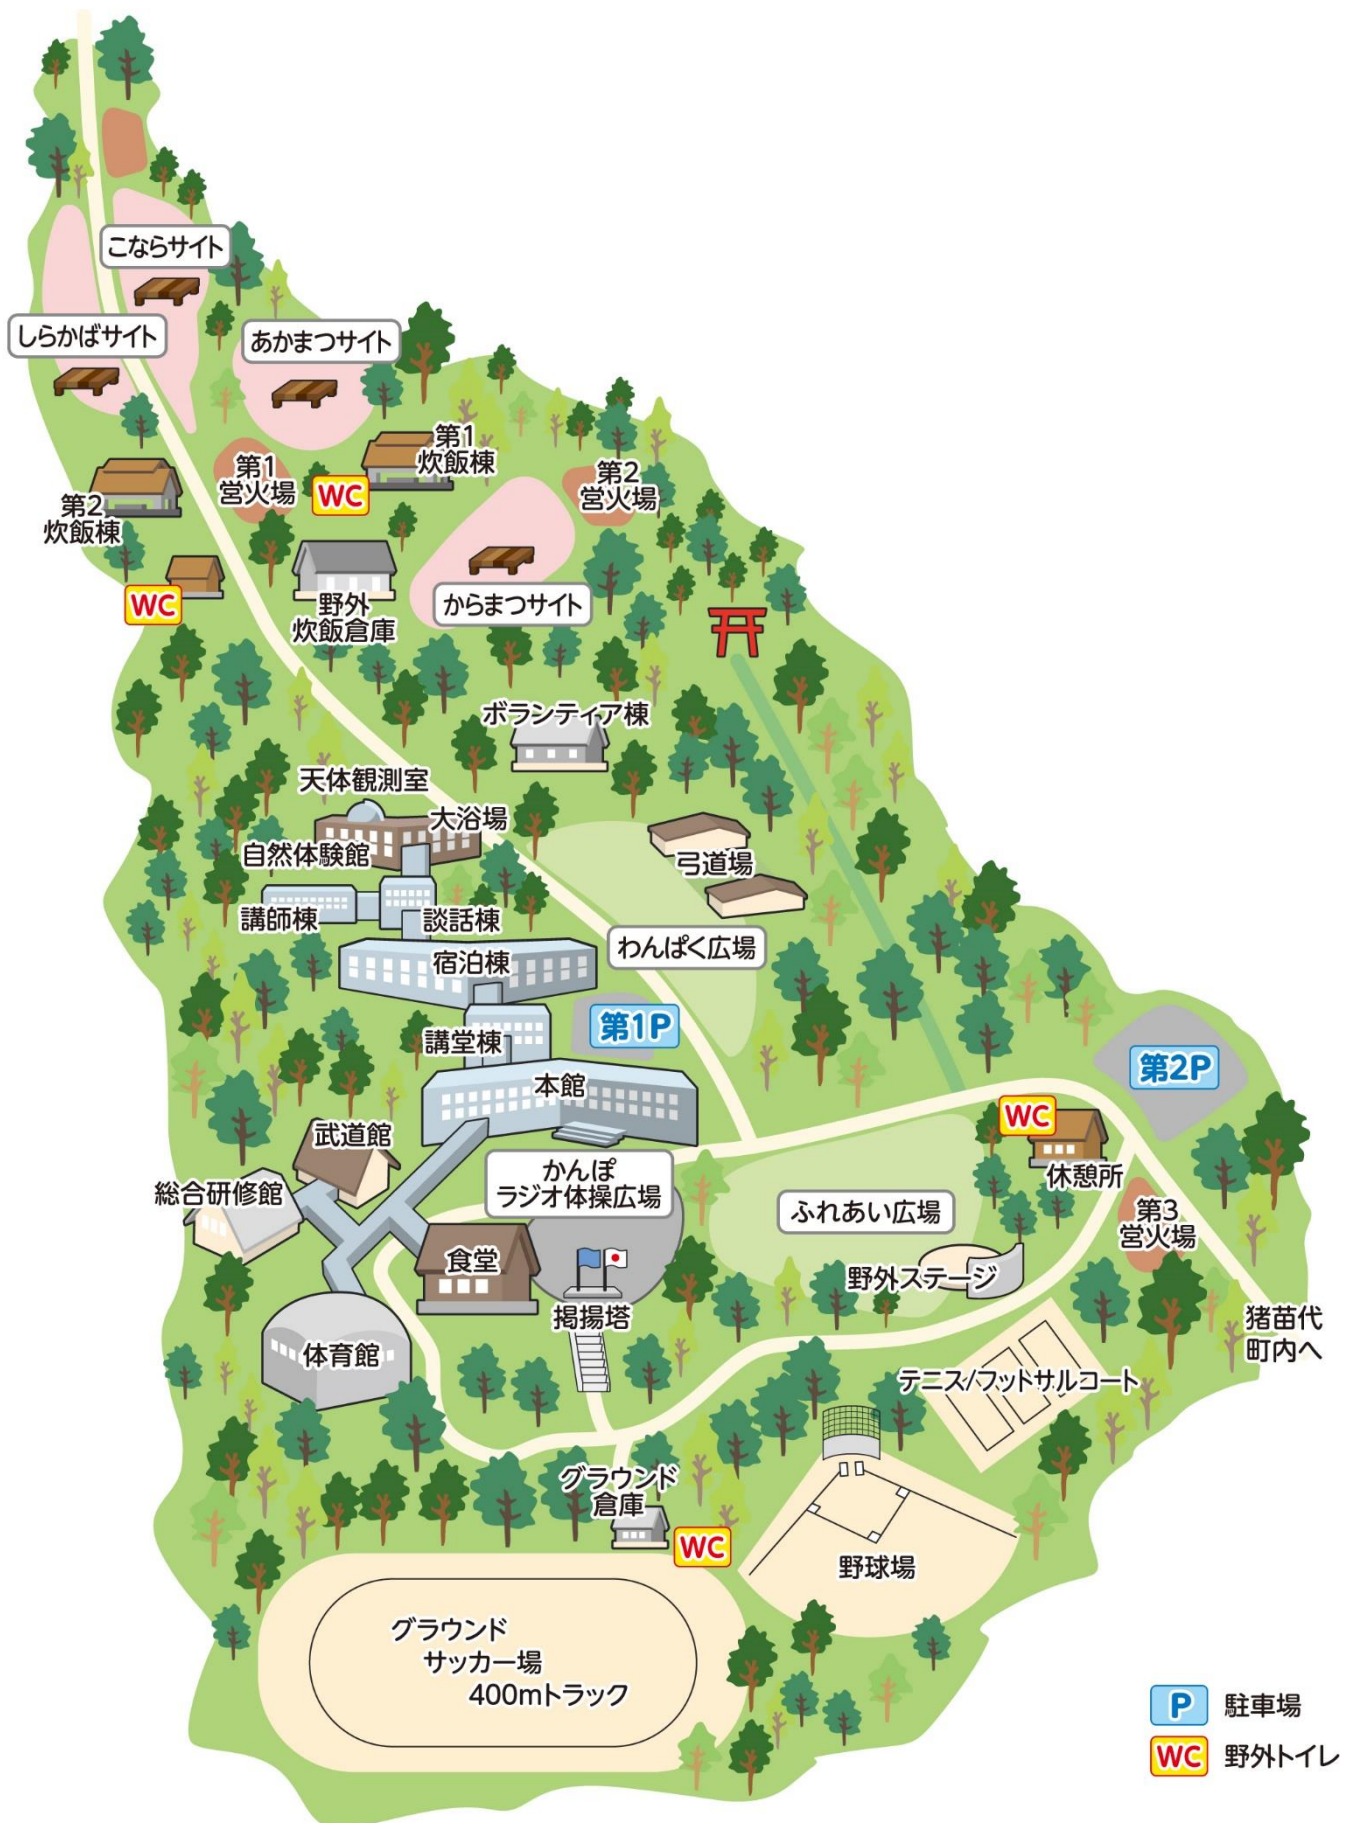 こならサイト
しらかばサイト
あかまつサイト
第1
炊飯棟
第1
営火場
WC
第2
営火場
第2
炊飯棟
WC
野外
炊飯倉庫
からまつサイト
ボランティア棟
天体観測室
大浴場
自然体験館
弓道場
講師棟
談話棟
わんぱく広場
宿泊棟
第1P
講堂棟
第2P
本館
WC
武道館
休憩所
かんぽ
ラジオ体操広場
総合研修館
ふれあい広場
第3
営火場
食堂
野外ステージ
掲揚塔
猪苗代
町内へ
体育館
テニス/フットサルコート
グラウンド
倉庫
WC
野球場
グラウンド
サッカー場
400mトラック
P 駐車場
WC 野外トイレ